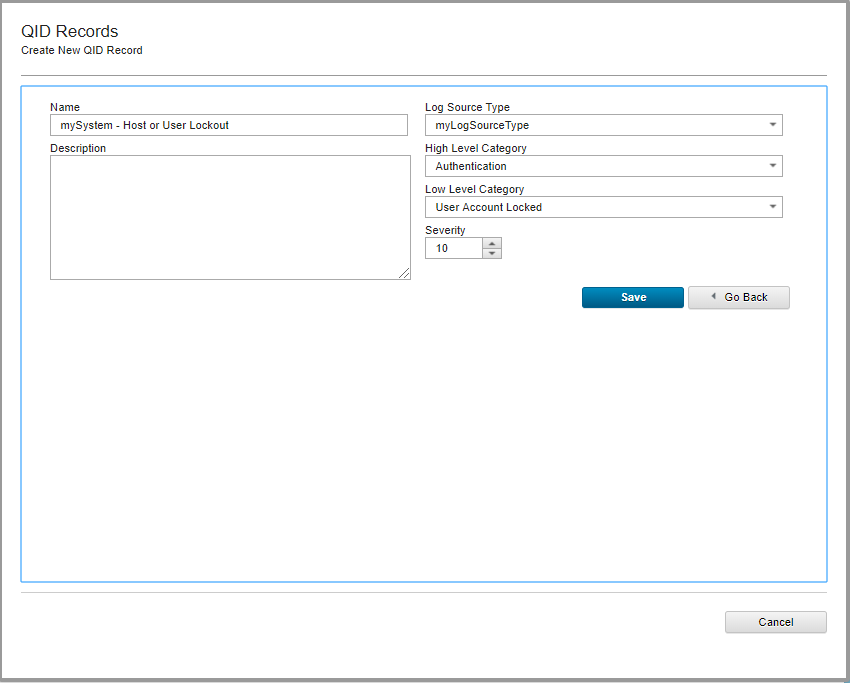 QID Records
Create New QID Record
Name
mySystem - Host or User Lockout
Description
Log Source Type
myLogSourceType
High Level Category
Authentication
Low Level Category
User Account Locked
Severity
10
Save
Go Back
Cancel